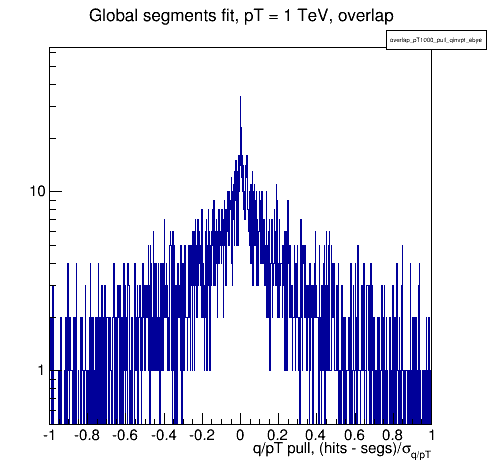 Global segments fit, pT = 1 TeV, overlap
overlap_pT1000_pull_qinvpt_abye
10
1
-1 -0.8 -0.6 -0.4 -0.2 0 0.2 0.4 0.6 0.8 1
q/pT pull, (hits - segs)/σq/pT